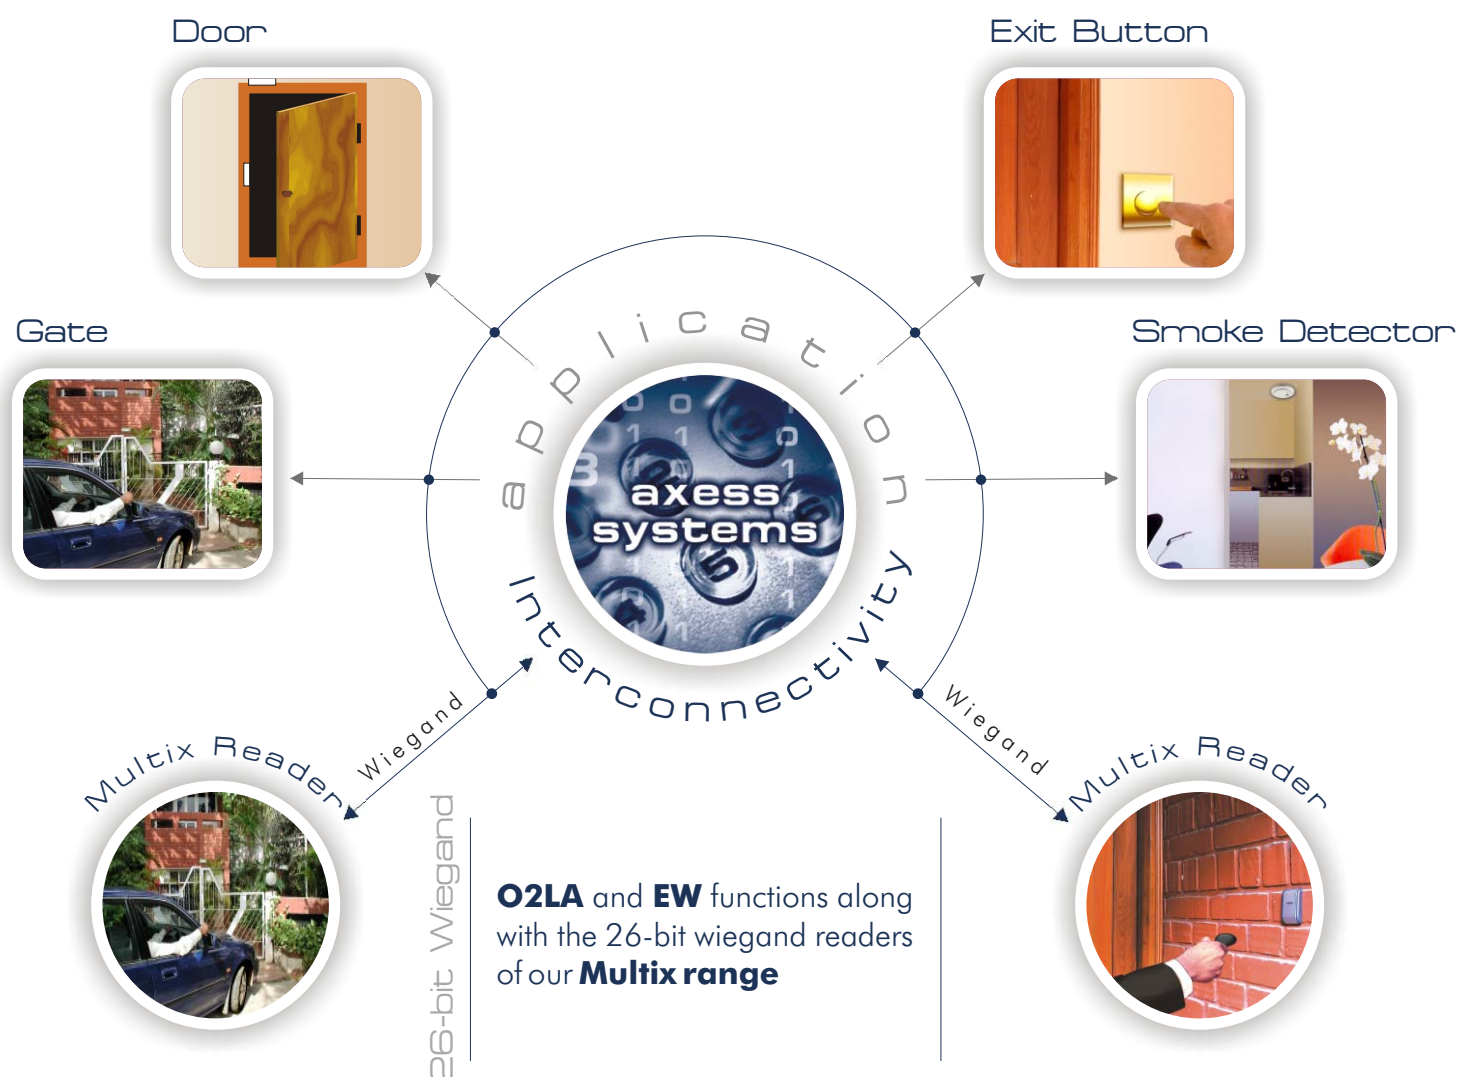 Door
Exit Button
Gate
Smoke Detector
application
axess
systems
Interconnectivity
Wiegand
Wiegand
Multix Reader
Multix Reader
26-bit Wiegand
O2LA and EW functions along
with the 26-bit wiegand readers
of our Multix range